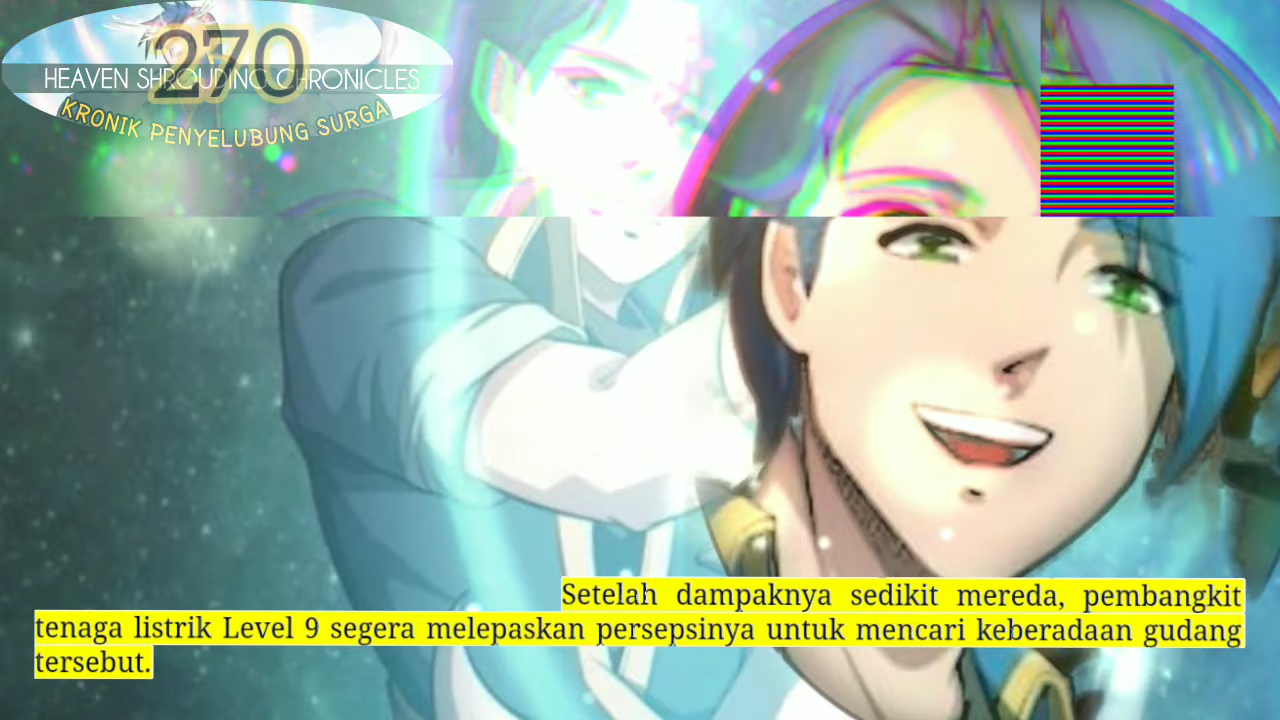 270
HEAVEN SHROUDING CHRONICLES
KRONIK PENYELUBUNG SURGA
Setelah dampaknya sedikit mereda, pembangkit
tenaga listrik Level 9 segera melepaskan persepsinya untuk mencari keberadaan gudang
tersebut.